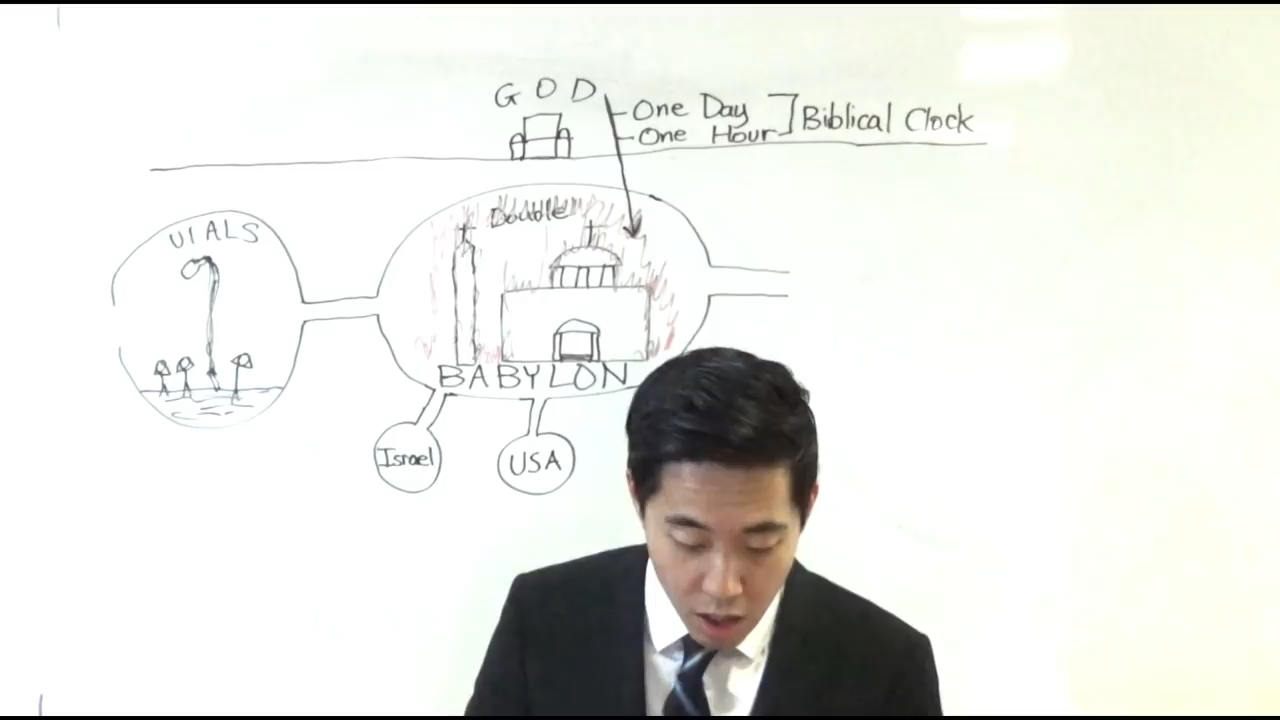 GOD
One Day
One Hour
Biblical Clock
VIALS
Double
BABYLON
Israel
USA